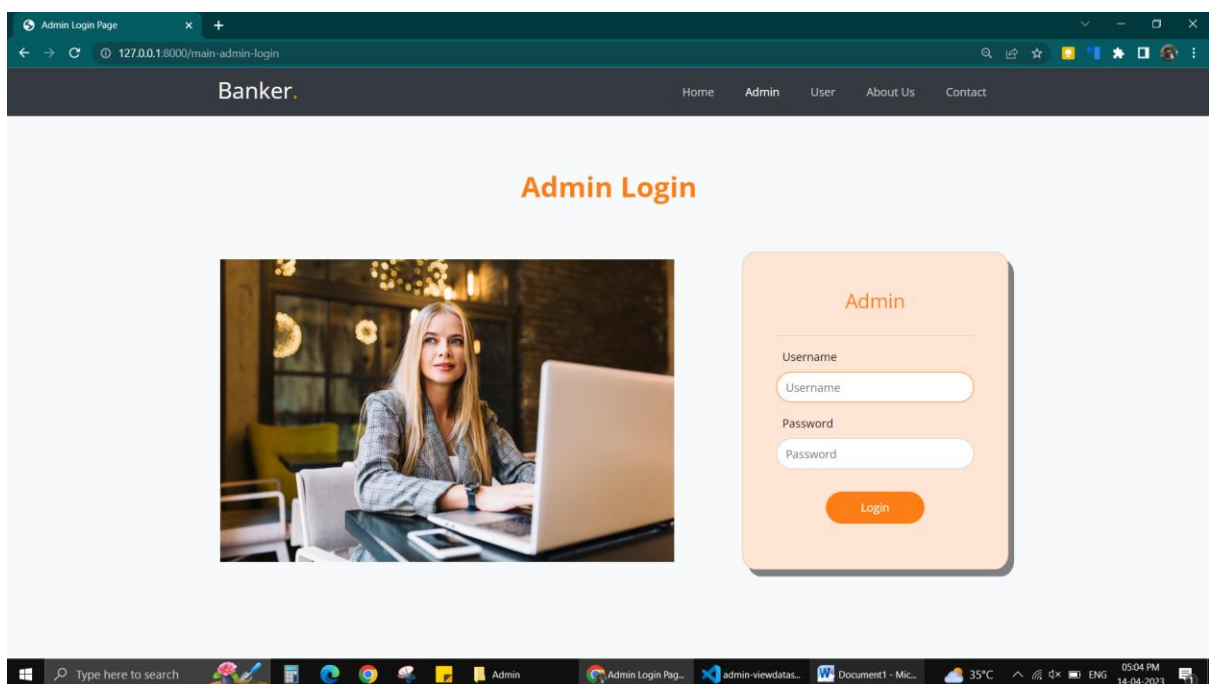 Admin Login Page
127.0.0.1:8000/main-admin-login
Banker.
Home Admin User About Us Contact
Admin Login
Admin
Username
Username
Password
Password
Login
Type here to search
Admin
Admin Login Pag...
admin-viewdatas...
Document1 - Mic...
35°C
ENG
05:04 PM
14-04-2023